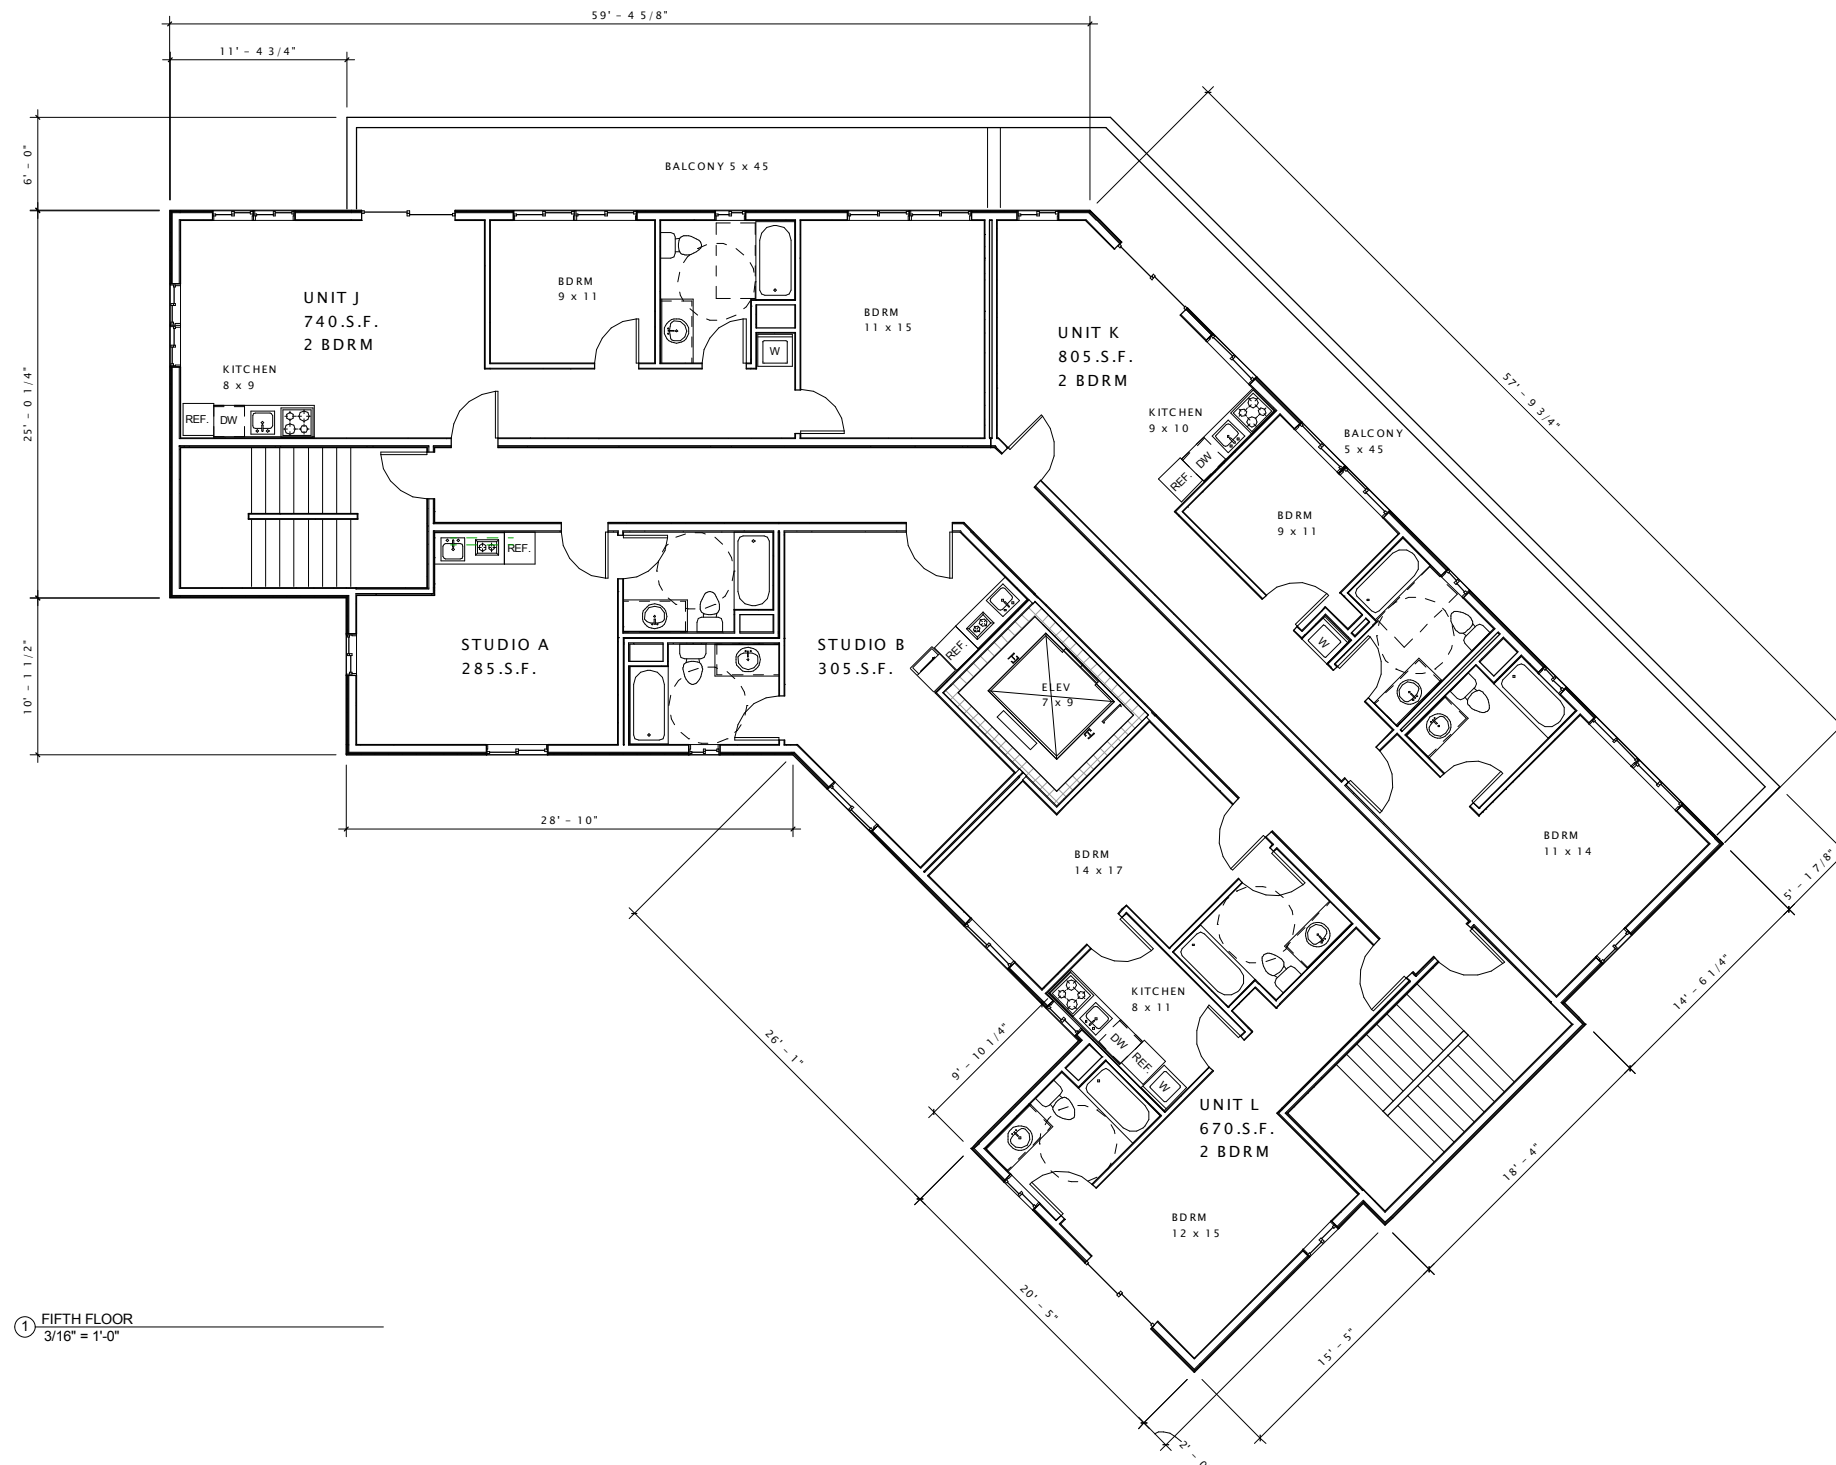 59' - 4 5/8"
11' - 4 3/4"
6' - 0"
BALCONY 5 x 45
25' - 0 1/4"
57' - 9 3/4"
UNIT J
740.S.F.
2 BDRM
BDRM
9 x 11
BDRM
11 x 15
W
KITCHEN
8 x 9
REF.
DW
UNIT K
805.S.F.
2 BDRM
KITCHEN
9 x 10
REF.
DW
BALCONY
5 x 45
BDRM
9 x 11
W
REF.
STUDIO A
285.S.F.
STUDIO B
305.S.F.
REF.
ELEV
7 x 9
10' - 1 1/2"
28' - 10"
BDRM
14 x 17
BDRM
11 x 14
5' - 1 7/8"
14' - 6 1/4"
KITCHEN
8 x 11
DW
REF.
W
26' - 1"
9' - 10 1/4"
UNIT L
670.S.F.
2 BDRM
18' - 4"
BDRM
12 x 15
20' - 5"
15' - 5"
2' - 0
1
FIFTH FLOOR
3/16" = 1'-0"